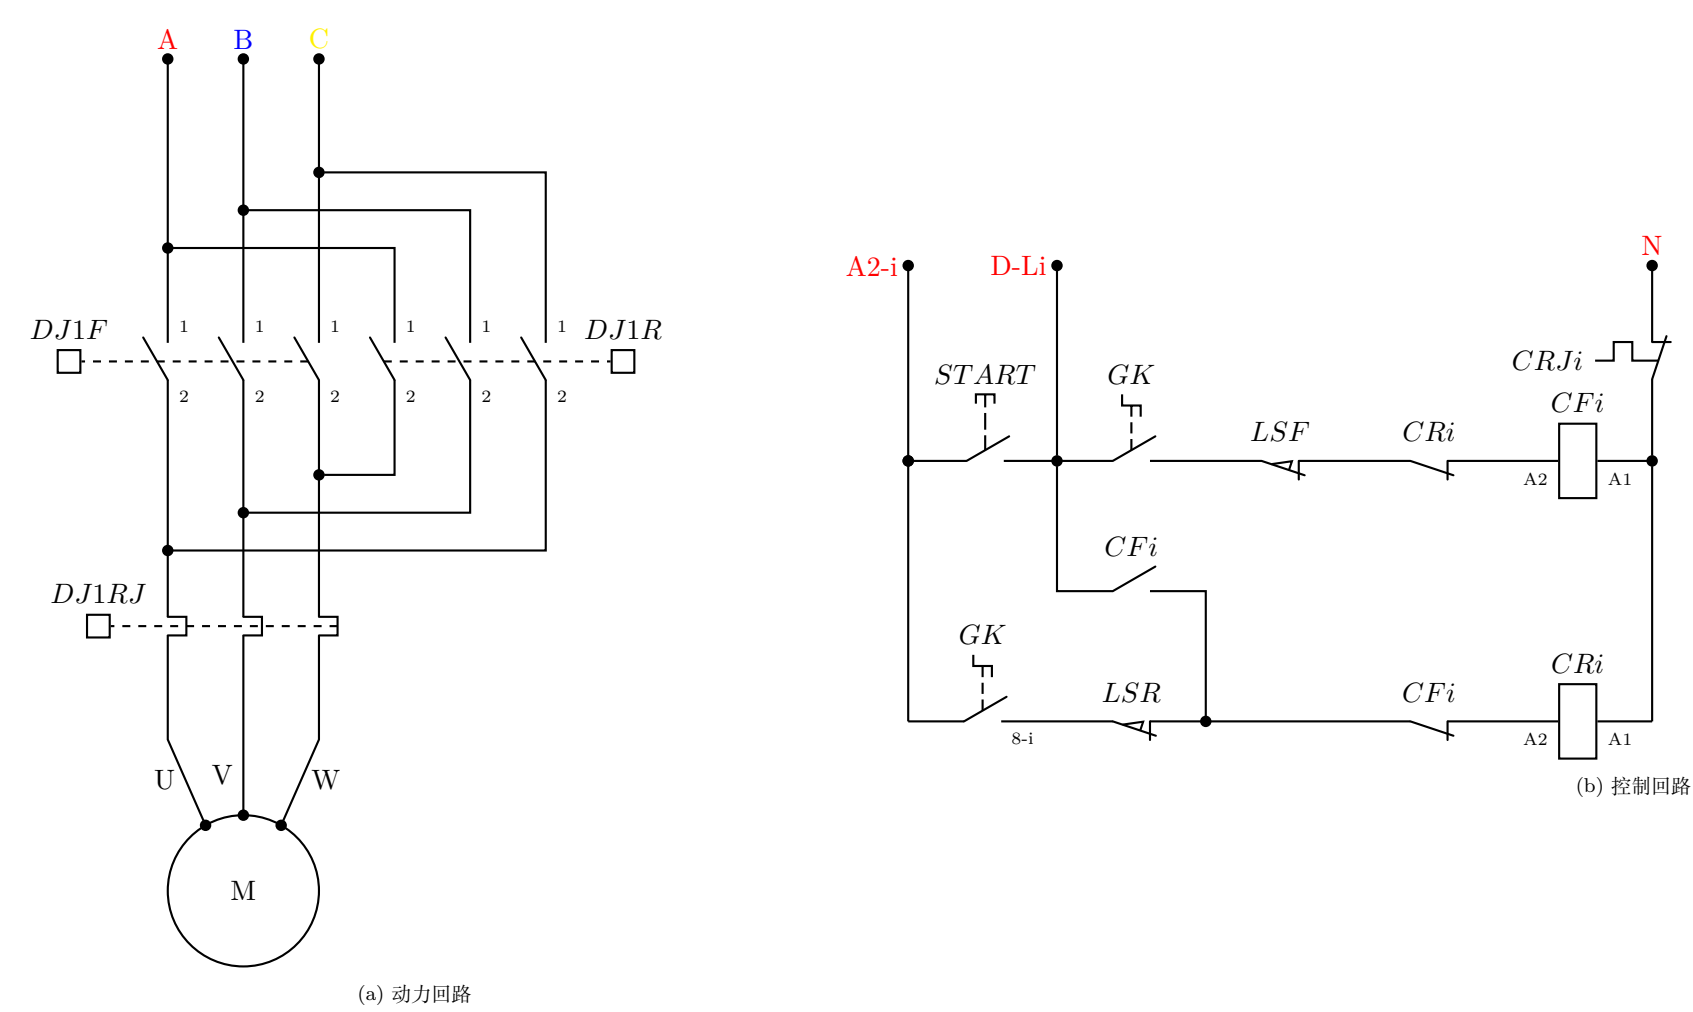 A B C
DJ1F 1 1 1 1 1 1 DJ1R
2 2 2 2 2 2
DJ1RJ
U V W
M
(a) 动力回路
A2-i D-Li N
CRJi
START GK CFi
LSF CRi
A2 A1
CFi
GK
LSR CFi CRi
8-i A2 A1
(b) 控制回路